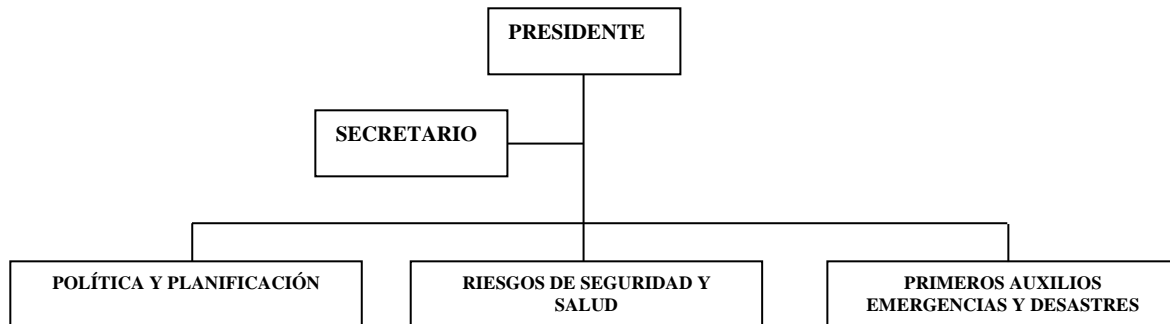 PRESIDENTE
SECRETARIO
POLÍTICA Y PLANIFICACIÓN
RIESGOS DE SEGURIDAD Y
SALUD
PRIMEROS AUXILIOS
EMERGENCIAS Y DESASTRES